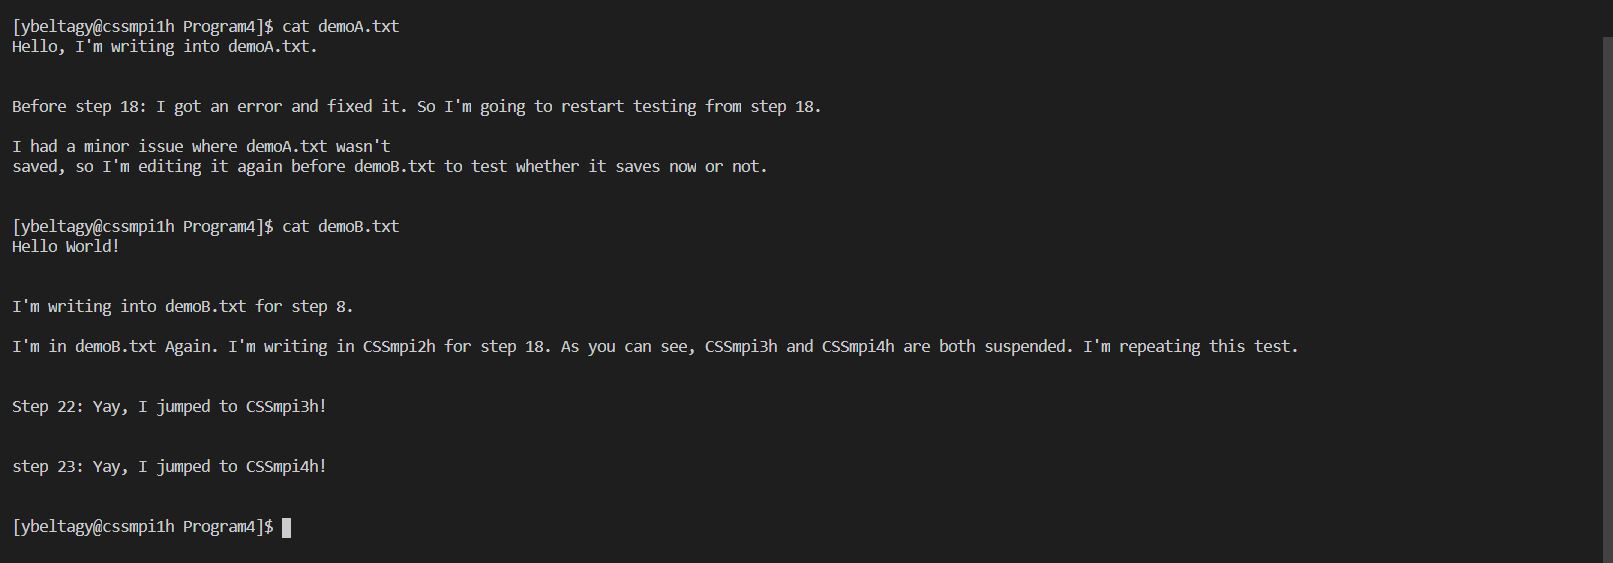 [ybeltagy@cssmpi1h Program4]$ cat demoA.txt
Hello, I'm writing into demoA.txt.
Before step 18: I got an error and fixed it. So I'm going to restart testing from step 18.
I had a minor issue where demoA.txt wasn't
saved, so I'm editing it again before demoB.txt to test whether it saves now or not.
[ybeltagy@cssmpi1h Program4]$ cat demoB.txt
Hello World!
I'm writing into demoB.txt for step 8.
I'm in demoB.txt Again. I'm writing in CSSmpi2h for step 18. As you can see, CSSmpi3h and CSSmpi4h are both suspended. I'm repeating this test.
Step 22: Yay, I jumped to CSSmpi3h!
step 23: Yay, I jumped to CSSmpi4h!
[ybeltagy@cssmpi1h Program4]$